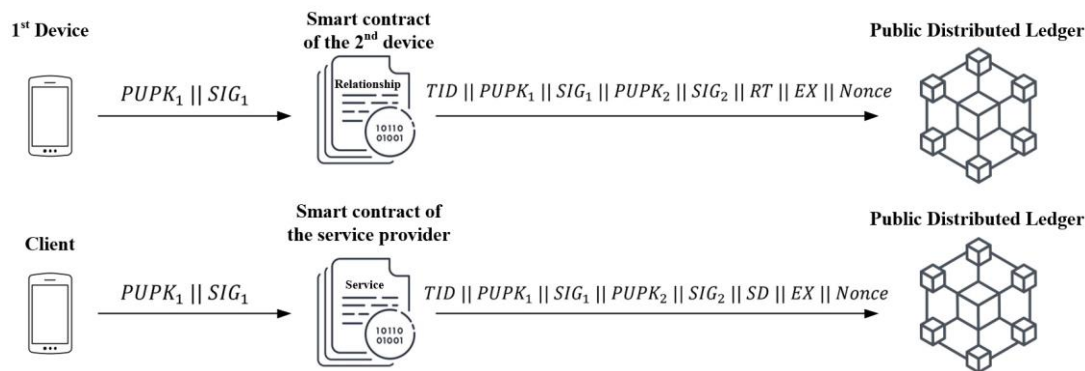 1st Device
Smart contract
of the 2nd device
Public Distributed Ledger
Relationship
10110
01001
PUPK1 || SIG1
TID || PUPK1 || SIG1 || PUPK2 || SIG2 || RT || EX || Nonce
Client
Smart contract of
the service provider
Public Distributed Ledger
Service
10110
01001
PUPK1 || SIG1
TID || PUPK1 || SIG1 || PUPK2 || SIG2 || SD || EX || Nonce